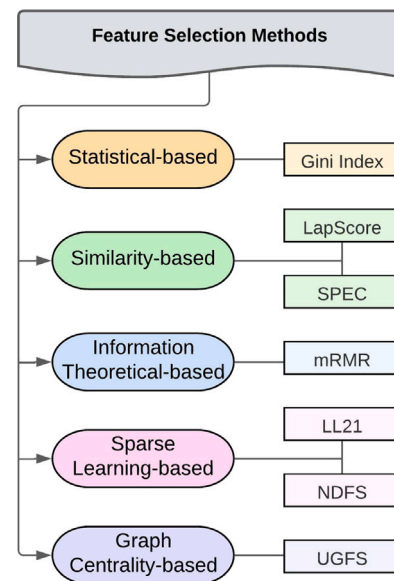 Feature Selection Methods
Statistical-based
Gini Index
LapScore
Similarity-based
SPEC
Information
Theoretical-based
mRMR
LL21
Sparse
Learning-based
NDFS
Graph
Centrality-based
UGFS